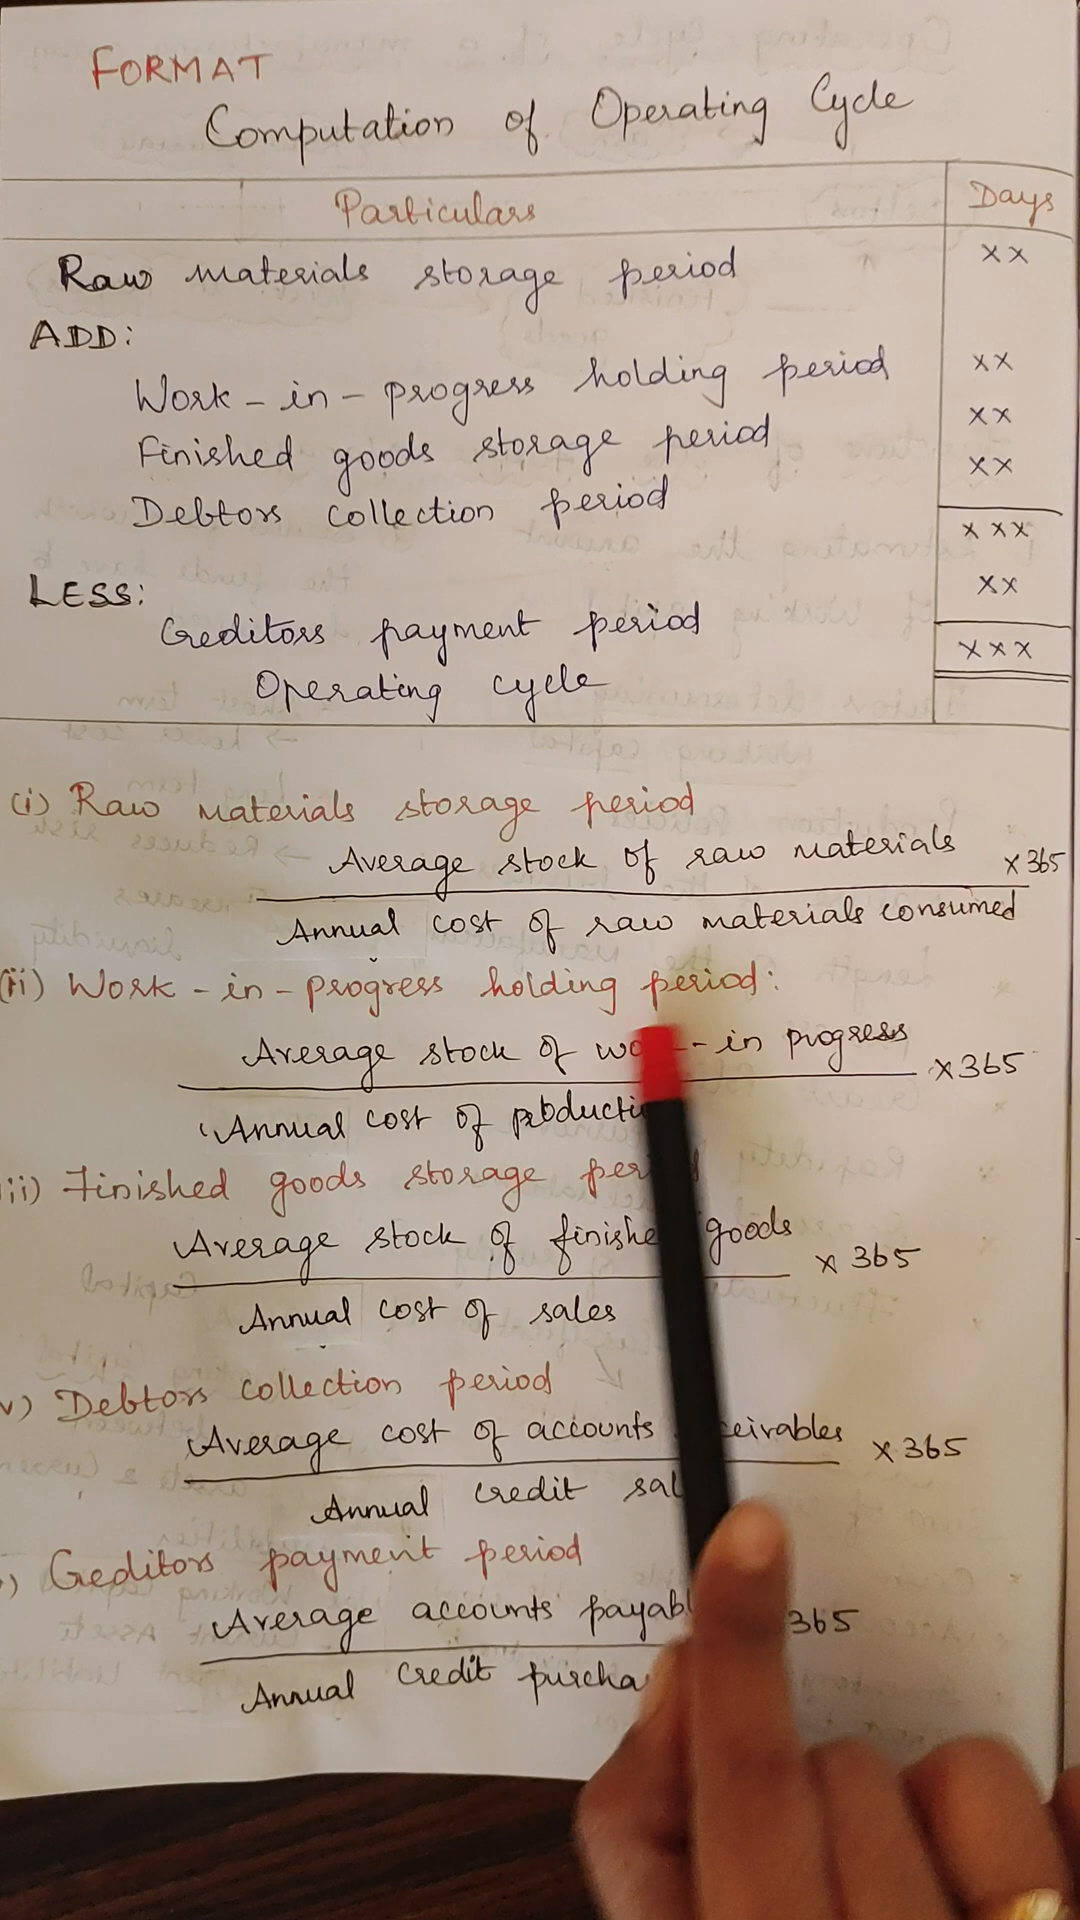 FORMAT
Computation of Operating Cycle
Particulars Days
Raw materials storage period xx
ADD:
Work-in-progress holding period xx
Finished goods storage period xx
Debtors collection period xx
xxx
LESS:
Creditors payment period xx
Operating cycle xxx
(i) Raw materials storage period
Average stock of raw materials x 365
Annual cost of raw materials consumed
(ii) Work-in-progress holding period:
Average stock of wo -in progress x 365
Annual cost of producti
ii) Finished goods storage peri
Average stock of finishe goods x 365
Annual cost of sales
v) Debtors collection period
Average cost of accounts ceivables x 365
Annual credit sal
) Creditors payment period
Average accounts payabl 365
Annual credit purcha